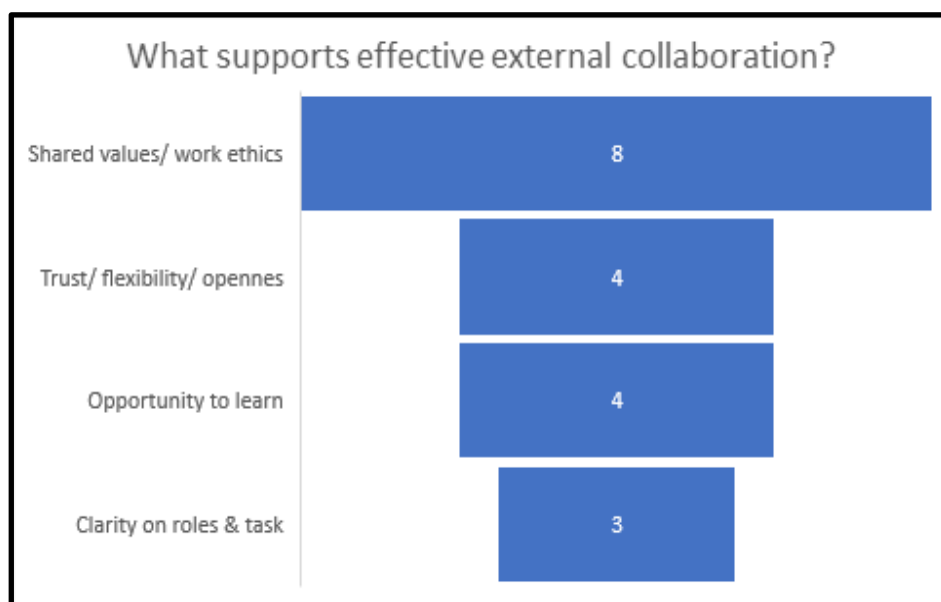 What supports effective external collaboration?
Shared values/ work ethics
8
Trust/ flexibility/ opennes
4
Opportunity to learn
4
Clarity on roles & task
3